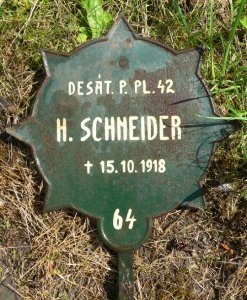 DESÁT. P. PL. 42
H. SCHNEIDER
† 15.10.1918
64